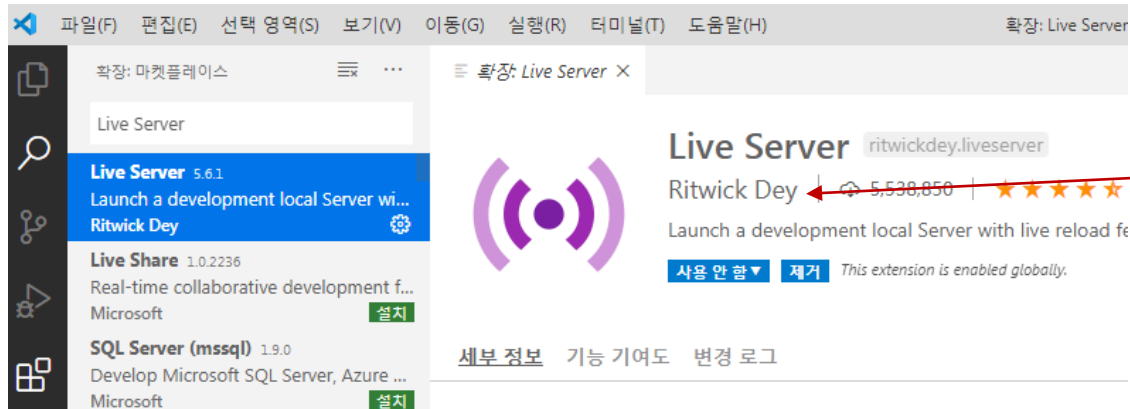 파일(F) 편집(E) 선택 영역(S) 보기(V) 이동(G) 실행(R) 터미널(T) 도움말(H) 확장: Live Server
확장: 마켓플레이스
Live Server
Live Server 5.6.1
Launch a development local Server wi...
Ritwick Dey
Live Share 1.0.2236
Real-time collaborative development f...
Microsoft 설치
SQL Server (mssql) 1.9.0
Develop Microsoft SQL Server, Azure ...
Microsoft 설치
확장: Live Server
Live Server ritwickdey.liveserver
Ritwick Dey 5,538,850
Launch a development local Server with live reload fe
사용 안 함 제거 This extension is enabled globally.
세부 정보 기능 기여도 변경 로그